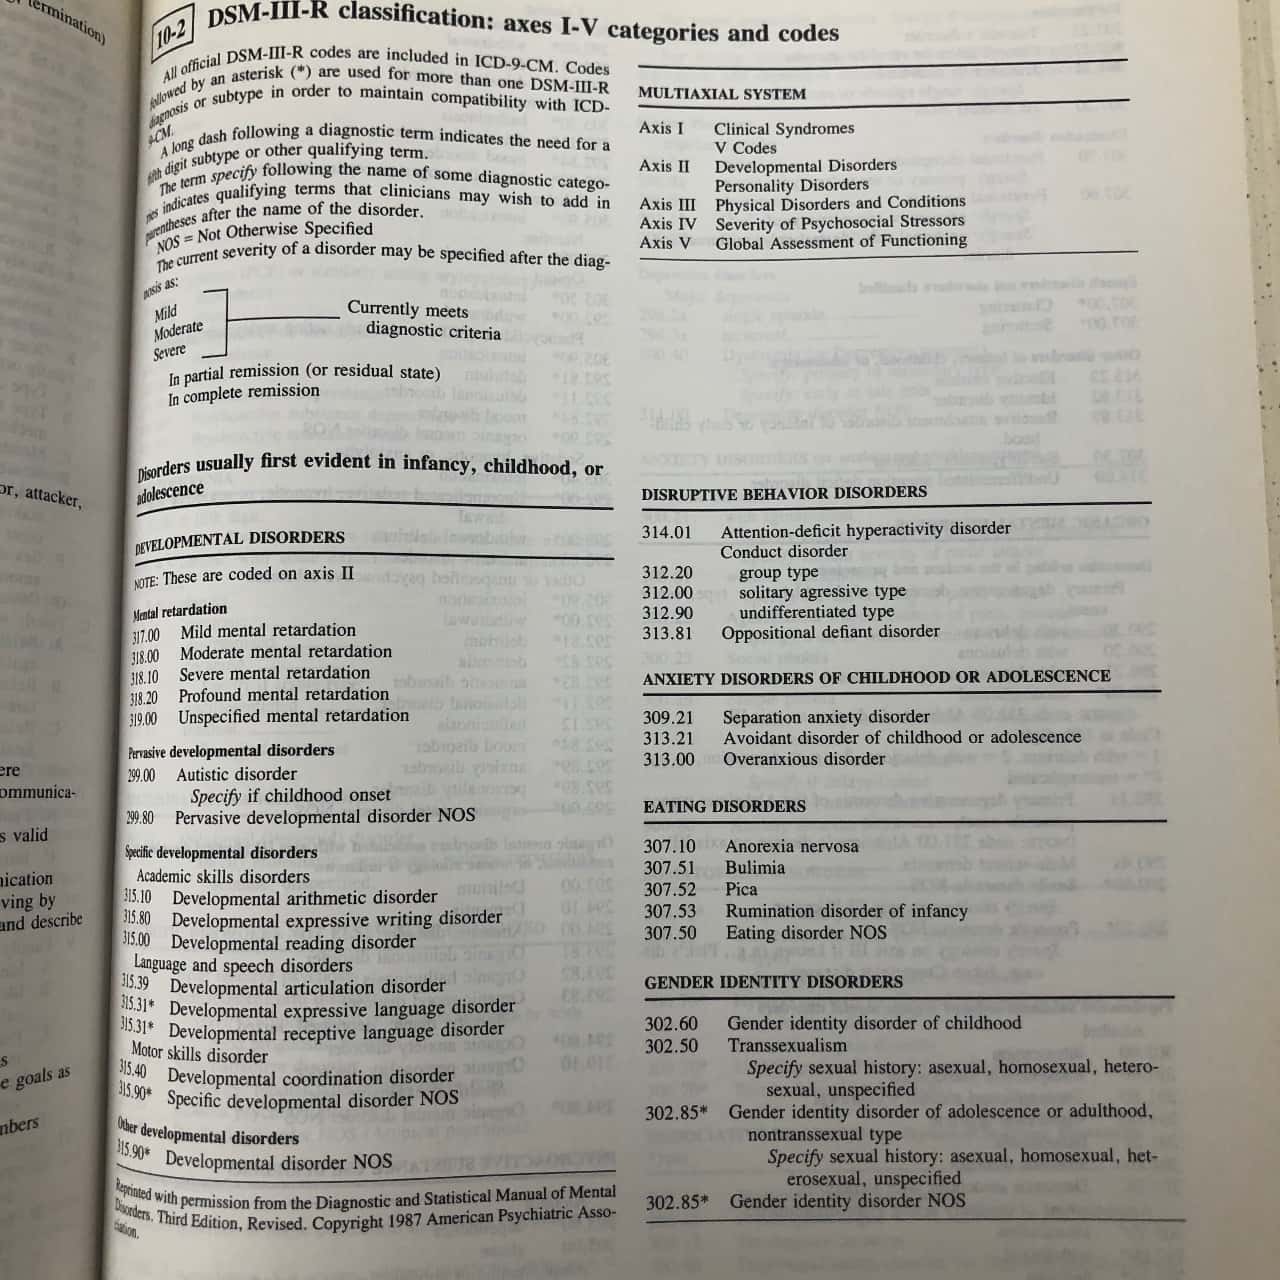 termination)
or, attacker,
ere
ommunica-
s valid
nication
ving by
and describe
s
e goals as
nbers
10-2 DSM-III-R classification: axes I-V categories and codes
All official DSM-III-R codes are included in ICD-9-CM. Codes
followed by an asterisk (*) are used for more than one DSM-III-R
diagnosis or subtype in order to maintain compatibility with ICD-
9-CM.
A long dash following a diagnostic term indicates the need for a
fifth digit subtype or other qualifying term.
The term specify following the name of some diagnostic catego-
ries indicates qualifying terms that clinicians may wish to add in
parentheses after the name of the disorder.
NOS = Not Otherwise Specified
The current severity of a disorder may be specified after the diag-
nosis as:
Mild
Moderate
Severe
Currently meets
diagnostic criteria
In partial remission (or residual state)
In complete remission
MULTIAXIAL SYSTEM
Axis I Clinical Syndromes
V Codes
Axis II Developmental Disorders
Personality Disorders
Axis III Physical Disorders and Conditions
Axis IV Severity of Psychosocial Stressors
Axis V Global Assessment of Functioning
Disorders usually first evident in infancy, childhood, or
adolescence
DEVELOPMENTAL DISORDERS
NOTE: These are coded on axis II
Mental retardation
317.00 Mild mental retardation
318.00 Moderate mental retardation
318.10 Severe mental retardation
318.20 Profound mental retardation
319.00 Unspecified mental retardation
Pervasive developmental disorders
299.00 Autistic disorder
Specify if childhood onset
299.80 Pervasive developmental disorder NOS
Specific developmental disorders
Academic skills disorders
315.10 Developmental arithmetic disorder
315.80 Developmental expressive writing disorder
315.00 Developmental reading disorder
Language and speech disorders
315.39 Developmental articulation disorder
315.31* Developmental expressive language disorder
315.31* Developmental receptive language disorder
Motor skills disorder
315.40 Developmental coordination disorder
315.90* Specific developmental disorder NOS
Other developmental disorders
315.90* Developmental disorder NOS
Reprinted with permission from the Diagnostic and Statistical Manual of Mental
Disorders. Third Edition, Revised. Copyright 1987 American Psychiatric Asso-
ciation.
DISRUPTIVE BEHAVIOR DISORDERS
314.01 Attention-deficit hyperactivity disorder
Conduct disorder
312.20 group type
312.00 solitary agressive type
312.90 undifferentiated type
313.81 Oppositional defiant disorder
ANXIETY DISORDERS OF CHILDHOOD OR ADOLESCENCE
309.21 Separation anxiety disorder
313.21 Avoidant disorder of childhood or adolescence
313.00 Overanxious disorder
EATING DISORDERS
307.10 Anorexia nervosa
307.51 Bulimia
307.52 Pica
307.53 Rumination disorder of infancy
307.50 Eating disorder NOS
GENDER IDENTITY DISORDERS
302.60 Gender identity disorder of childhood
302.50 Transsexualism
Specify sexual history: asexual, homosexual, hetero-
sexual, unspecified
302.85* Gender identity disorder of adolescence or adulthood,
nontranssexual type
Specify sexual history: asexual, homosexual, het-
erosexual, unspecified
302.85* Gender identity disorder NOS